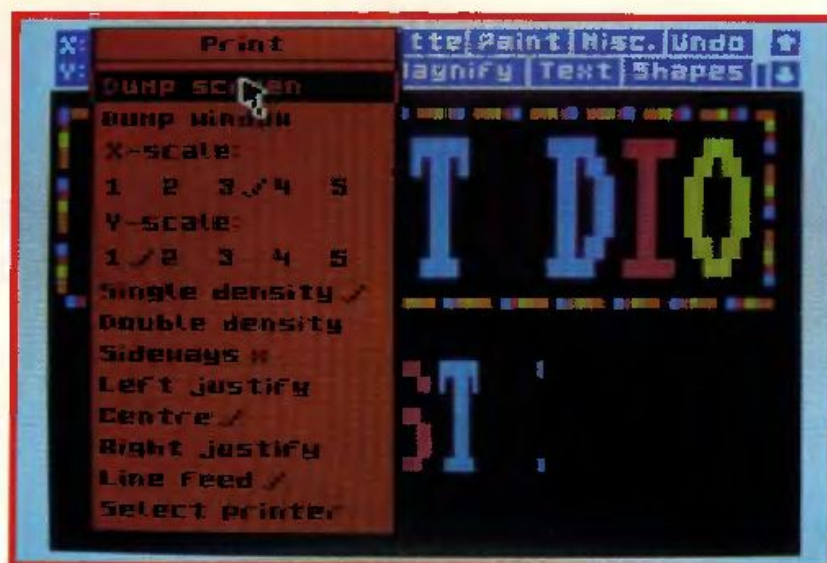 X: tte Paint Misc. Undo
Y: agnify Text Shapes
Print
Dump screen
Dump window
X-scale:
1 2 3 ✓ 4 5
Y-scale:
1 ✓ 2 3 4 5
Single density ✓
Double density
Sideways ×
Left justify
Centre ✓
Right justify
Line feed ✓
Select printer
T DIO
ST